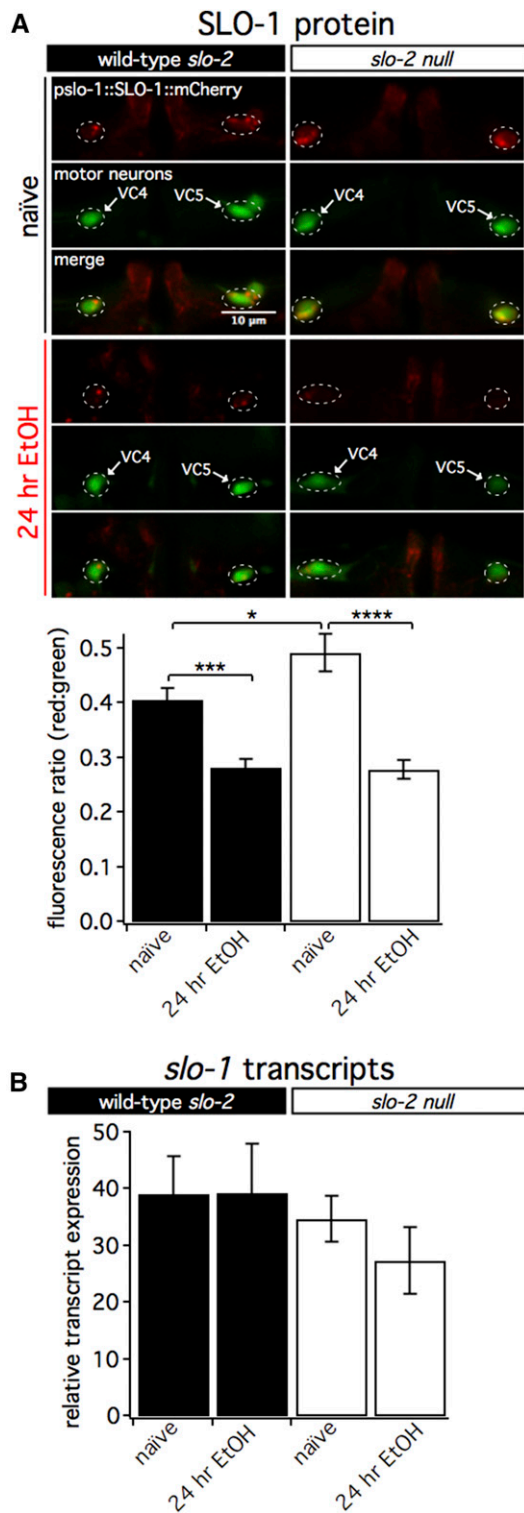 A
SLO-1 protein
wild-type slo-2
slo-2 null
naïve
pslo-1::SLO-1::mCherry
motor neurons
VC4
VC5
VC4
VC5
merge
10 µm
24 hr EtOH
VC4
VC5
VC4
VC5
fluorescence ratio (red:green)
0.5
0.4
0.3
0.2
0.1
0.0
*
***
****
naïve
24 hr EtOH
naïve
24 hr EtOH
B
slo-1 transcripts
wild-type slo-2
slo-2 null
relative transcript expression
50
40
30
20
10
0
naïve
24 hr EtOH
naïve
24 hr EtOH